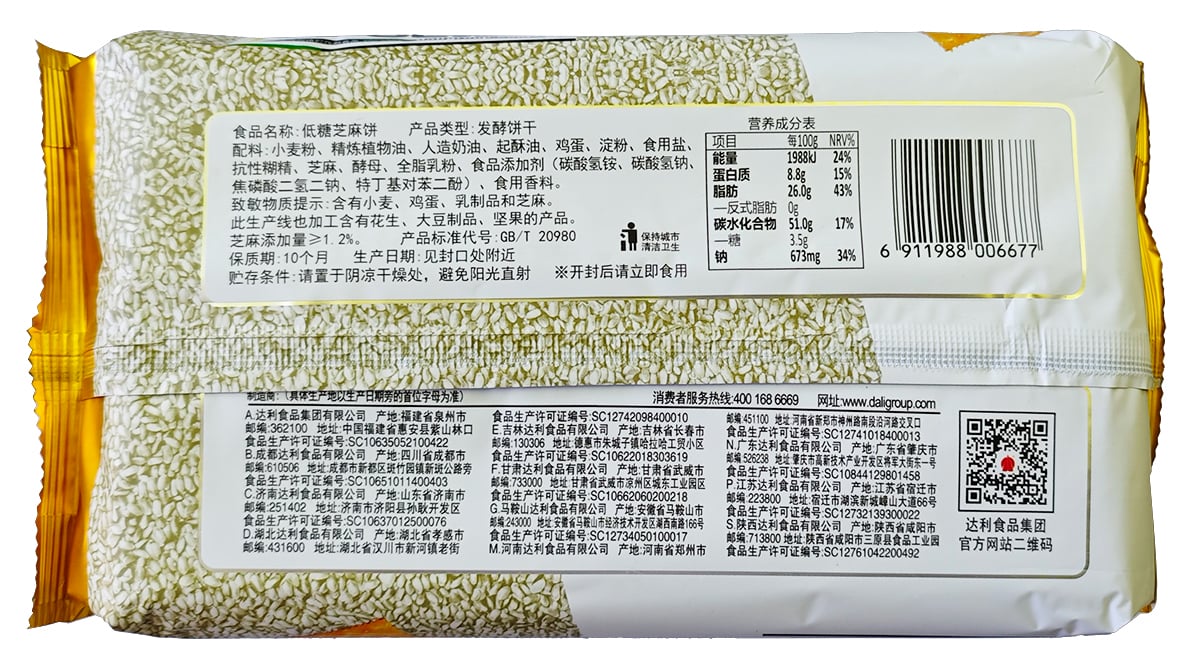 食品名称:低糖芝麻饼 产品类型:发酵饼干
配料:小麦粉、精炼植物油、人造奶油、起酥油、鸡蛋、淀粉、食用盐、
抗性糊精、芝麻、酵母、全脂乳粉、食品添加剂（碳酸氢铵、碳酸氢钠、
焦磷酸二氢二钠、特丁基对苯二酚）、食用香料。
致敏物质提示:含有小麦、鸡蛋、乳制品和芝麻。
此生产线也加工含有花生、大豆制品、坚果的产品。
芝麻添加量≥1.2%。 产品标准代号:GB/T 20980
保质期:10个月 生产日期:见封口处附近
贮存条件:请置于阴凉干燥处，避免阳光直射 ※开封后请立即食用
保持城市
清洁卫生
营养成分表
项目 每100g NRV%
能量 1988kJ 24%
蛋白质 8.8g 15%
脂肪 26.0g 43%
—反式脂肪 0g
碳水化合物 51.0g 17%
—糖 3.5g
钠 673mg 34%
6 911988 006677
制造商:（具体生产地以生产日期旁的首位字母为准） 消费者服务热线:400 168 6669 网址:www.daligroup.com
A.达利食品集团有限公司 产地:福建省泉州市
邮编:362100 地址:中国福建省惠安县紫山林口
食品生产许可证编号:SC10635052100422
B.成都达利食品有限公司 产地:四川省成都市
邮编:610506 地址:成都市新都区斑竹园镇新斑公路旁
食品生产许可证编号:SC10651011400403
C.济南达利食品有限公司 产地:山东省济南市
邮编:251402 地址:济南市济阳县孙耿开发区
食品生产许可证编号:SC10637012500076
D.湖北达利食品有限公司 产地:湖北省孝感市
邮编:431600 地址:湖北省汉川市新河镇老街
食品生产许可证编号:SC12742098400010
E.吉林达利食品有限公司 产地:吉林省长春市
邮编:130306 地址:德惠市朱城子镇哈拉哈工贸小区
食品生产许可证编号:SC10622018303619
F.甘肃达利食品有限公司 产地:甘肃省武威市
邮编:733000 地址:甘肃省武威市凉州区城东工业园区
食品生产许可证编号:SC10662060200218
G.马鞍山达利食品有限公司 产地:安徽省马鞍山市
邮编:243000 地址:安徽省马鞍山市经济技术开发区湖西南路166号
食品生产许可证编号:SC12734050100017
M.河南达利食品有限公司 产地:河南省郑州市
邮编:451100 地址:河南省新郑市神州路南段沿河路交叉口
食品生产许可证编号:SC12741018400013
N.广东达利食品有限公司 产地:广东省肇庆市
邮编:526238 地址:肇庆市高新技术产业开发区将军大街东一号
食品生产许可证编号:SC10844129801458
P.江苏达利食品有限公司 产地:江苏省宿迁市
邮编:223800 地址:宿迁市湖滨新城嶂山大道66号
食品生产许可证编号:SC12732139300022
S.陕西达利食品有限公司 产地:陕西省咸阳市
邮编:713800 地址:陕西省咸阳市三原县食品工业园
食品生产许可证编号:SC12761042200492
达利食品集团
官方网站二维码